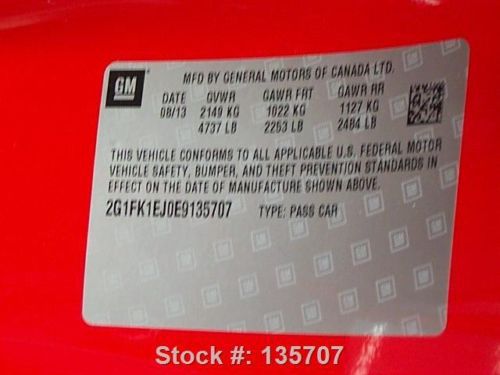 GM
MFD BY GENERAL MOTORS OF CANADA LTD.
DATE GVWR GAWR FRT GAWR RR
08/13 2149 KG 1022 KG 1127 KG
4737 LB 2253 LB 2484 LB
THIS VEHICLE CONFORMS TO ALL APPLICABLE U.S. FEDERAL MOTOR
VEHICLE SAFETY, BUMPER, AND THEFT PREVENTION STANDARDS IN
EFFECT ON THE DATE OF MANUFACTURE SHOWN ABOVE.
2G1FK1EJ0E9135707 TYPE: PASS CAR
Stock #: 135707